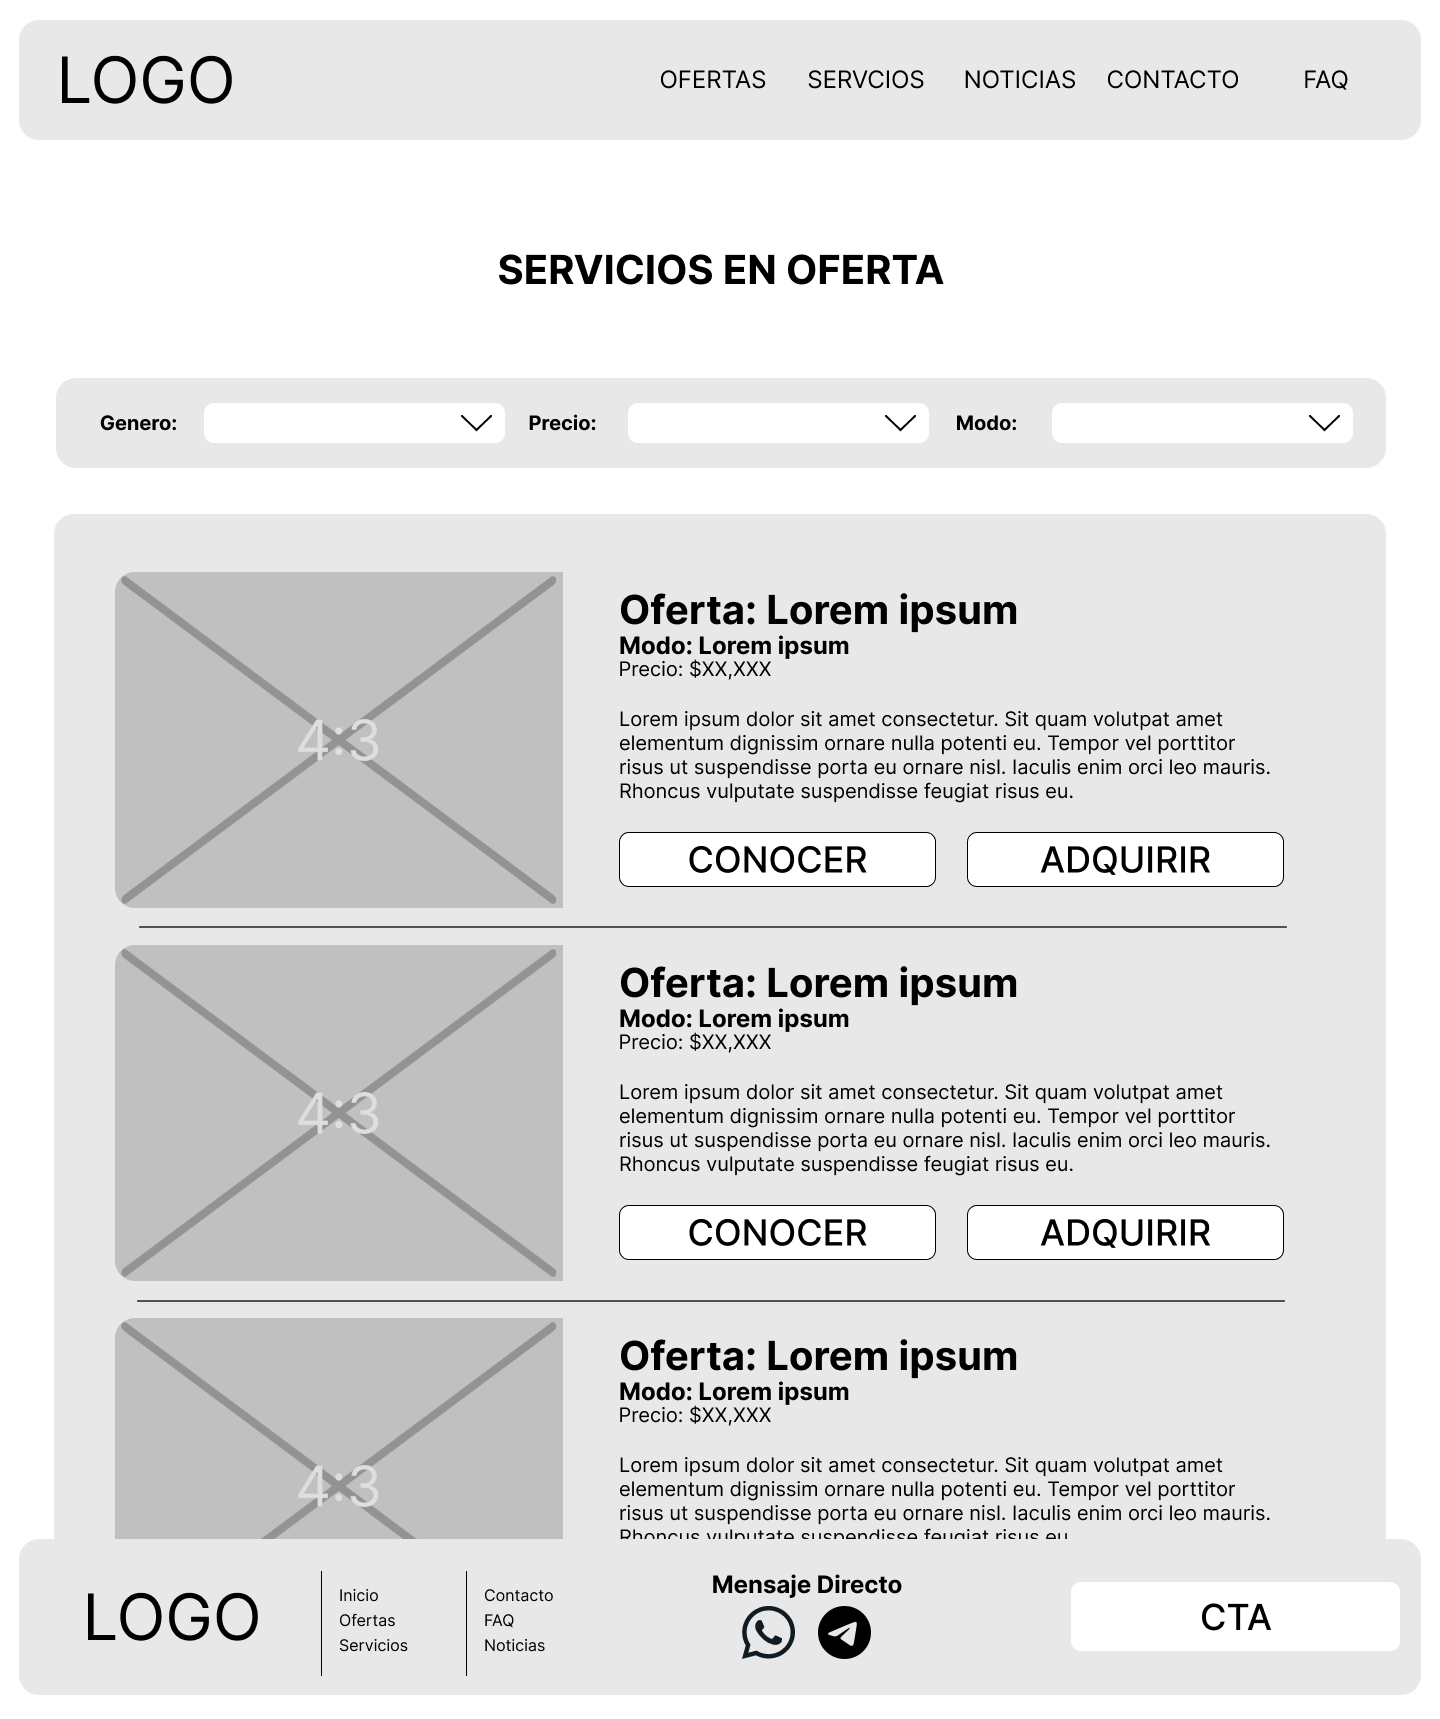 LOGO
OFERTAS SERVCIOS NOTICIAS CONTACTO FAQ
SERVICIOS EN OFERTA
Genero: Precio: Modo:
4:3
Oferta: Lorem ipsum
Modo: Lorem ipsum
Precio: $XX,XXX
Lorem ipsum dolor sit amet consectetur. Sit quam volutpat amet
elementum dignissim ornare nulla potenti eu. Tempor vel porttitor
risus ut suspendisse porta eu ornare nisl. Iaculis enim orci leo mauris.
Rhoncus vulputate suspendisse feugiat risus eu.
CONOCER ADQUIRIR
4:3
Oferta: Lorem ipsum
Modo: Lorem ipsum
Precio: $XX,XXX
Lorem ipsum dolor sit amet consectetur. Sit quam volutpat amet
elementum dignissim ornare nulla potenti eu. Tempor vel porttitor
risus ut suspendisse porta eu ornare nisl. Iaculis enim orci leo mauris.
Rhoncus vulputate suspendisse feugiat risus eu.
CONOCER ADQUIRIR
4:3
Oferta: Lorem ipsum
Modo: Lorem ipsum
Precio: $XX,XXX
Lorem ipsum dolor sit amet consectetur. Sit quam volutpat amet
elementum dignissim ornare nulla potenti eu. Tempor vel porttitor
risus ut suspendisse porta eu ornare nisl. Iaculis enim orci leo mauris.
Rhoncus vulputate suspendisse feugiat risus eu.
LOGO
Inicio
Ofertas
Servicios
Contacto
FAQ
Noticias
Mensaje Directo
CTA